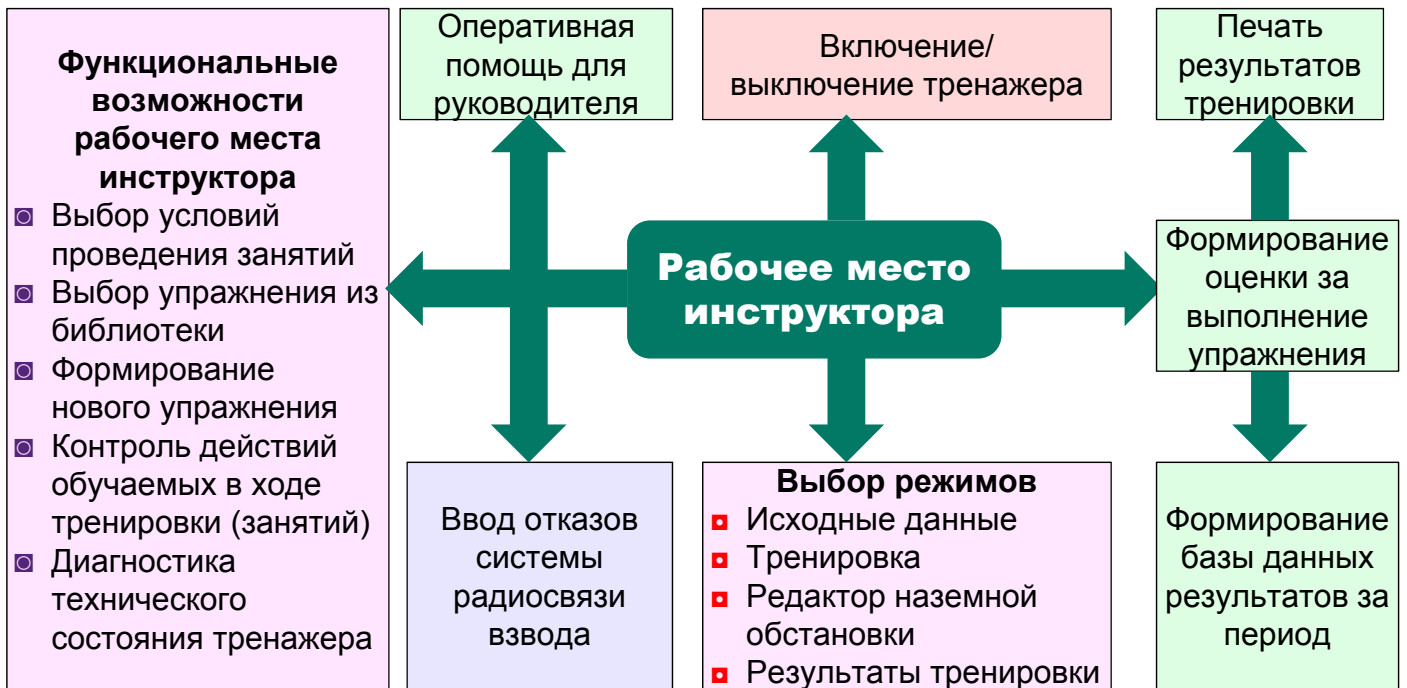 Функциональные
возможности
рабочего места
инструктора
Выбор условий
проведения занятий
Выбор упражнения из
библиотеки
Формирование
нового упражнения
Контроль действий
обучаемых в ходе
тренировки (занятий)
Диагностика
технического
состояния тренажера
Оперативная
помощь для
руководителя
Включение/
выключение тренажера
Печать
результатов
тренировки
Рабочее место
инструктора
Формирование
оценки за
выполнение
упражнения
Ввод отказов
системы
радиосвязи
взвода
Выбор режимов
Исходные данные
Тренировка
Редактор наземной
обстановки
Результаты тренировки
Формирование
базы данных
результатов за
период